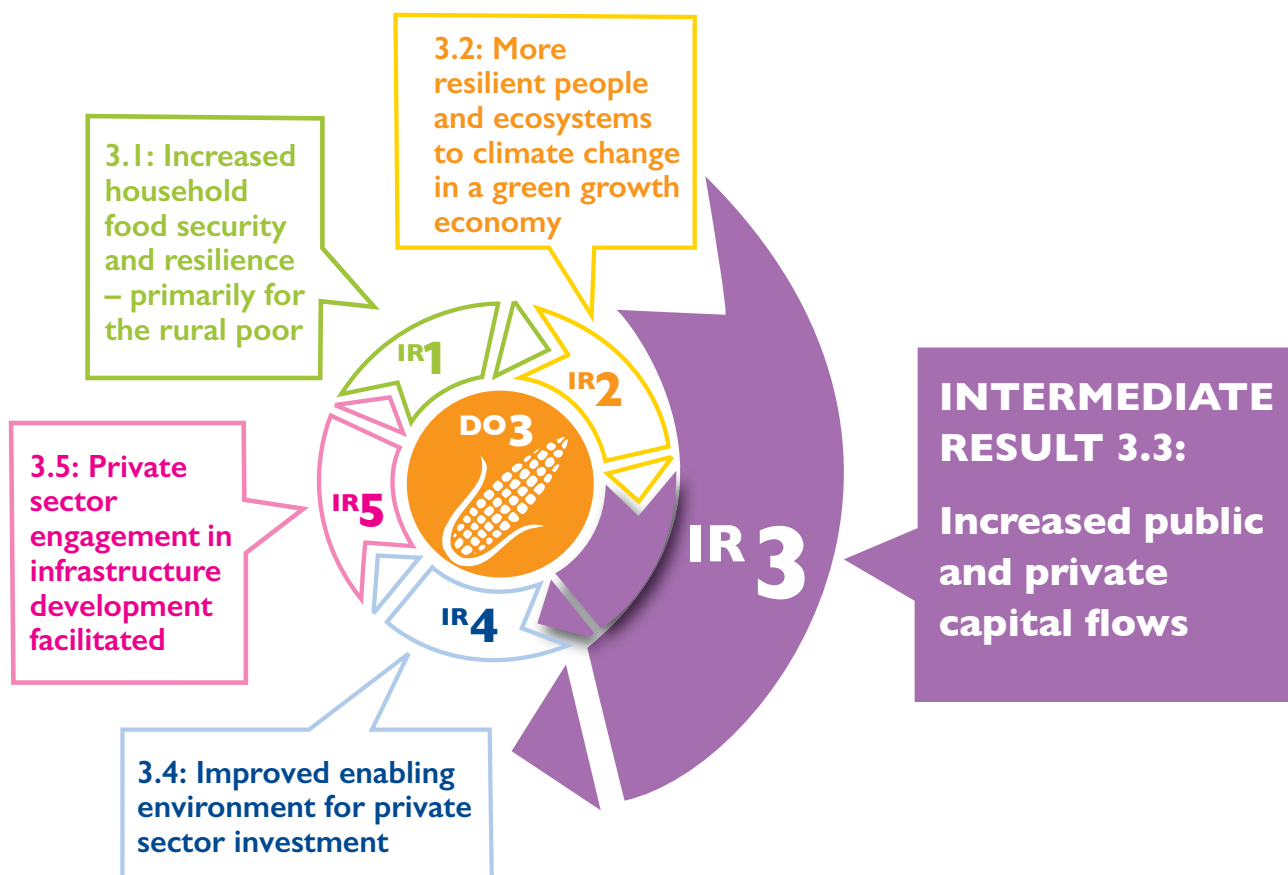 3.2: More
resilient people
and ecosystems
to climate change
in a green growth
economy
3.1: Increased
household
food security
and resilience
– primarily for
the rural poor
IR1
IR2
DO3
INTERMEDIATE
RESULT 3.3:
Increased public
and private
capital flows
IR 3
3.5: Private
sector
engagement in
infrastructure
development
facilitated
IR5
IR4
3.4: Improved enabling
environment for private
sector investment